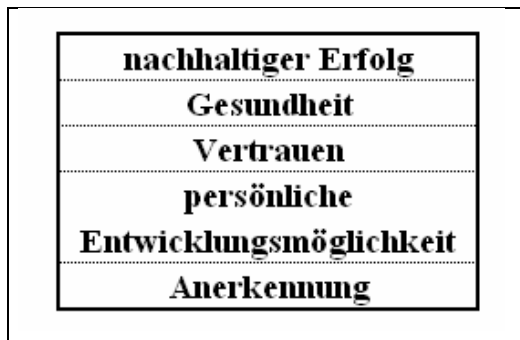 nachhaltiger Erfolg
Gesundheit
Vertrauen
persönliche
Entwicklungsmöglichkeit
Anerkennung